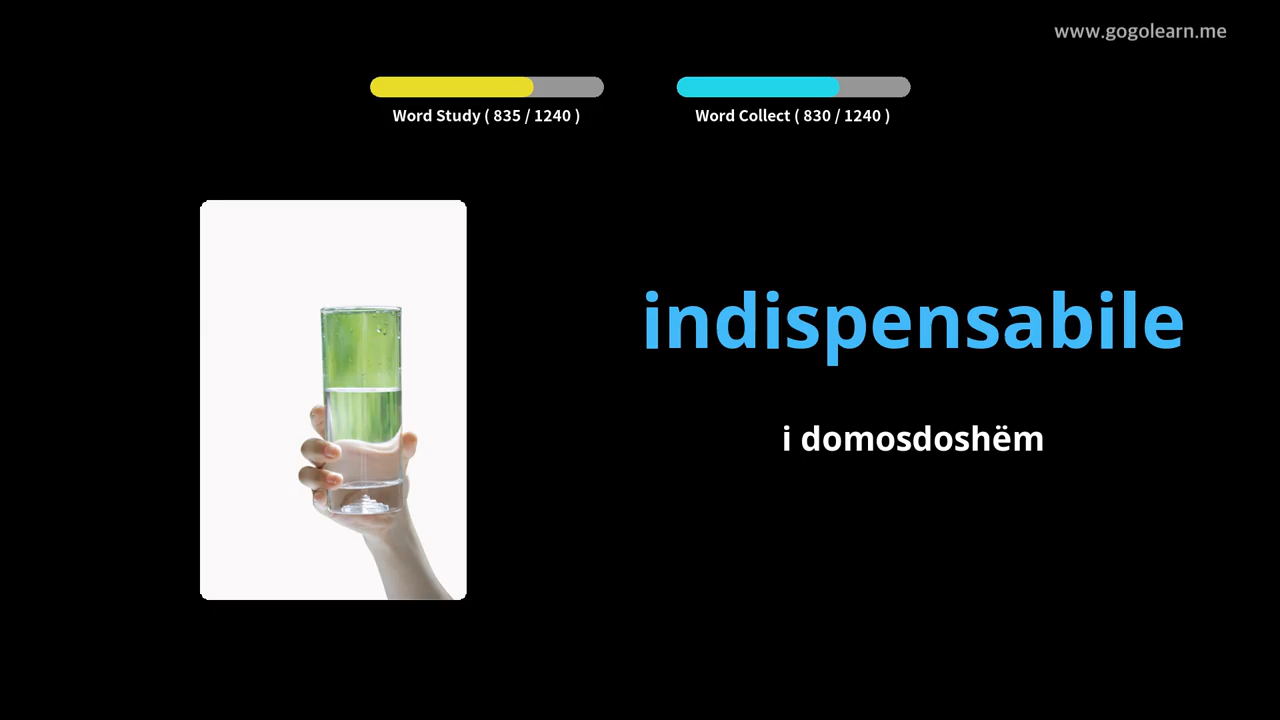 www.gogolearn.me
Word Study ( 835 / 1240 )
Word Collect ( 830 / 1240 )
indispensabile
i domosdoshëm